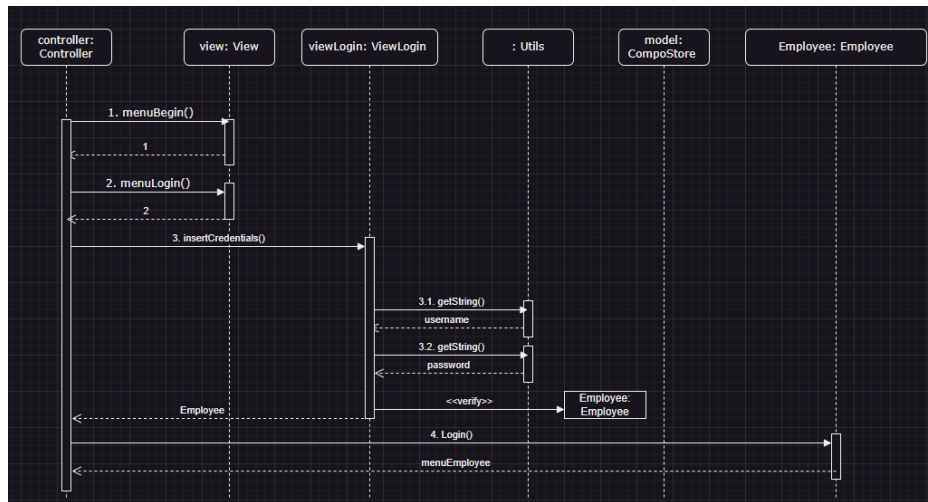 controller:
Controller
view: View
viewLogin: ViewLogin
: Utils
model:
CompoStore
Employee: Employee
1. menuBegin()
1
2. menuLogin()
2
3. insertCredentials()
3.1. getString()
username
3.2. getString()
password
<<verify>>
Employee:
Employee
Employee
4. Login()
menuEmployee